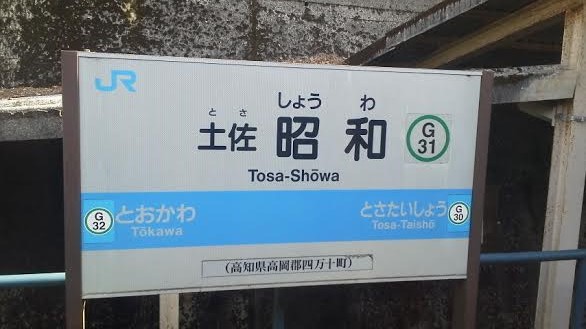 JR
とさ しょうわ
土佐 昭和
G
31
Tosa-Shōwa
G
32
とおかわ
Tōkawa
とさたいしょう
Tosa-Taishō
G
30
(高知県高岡郡四万十町)